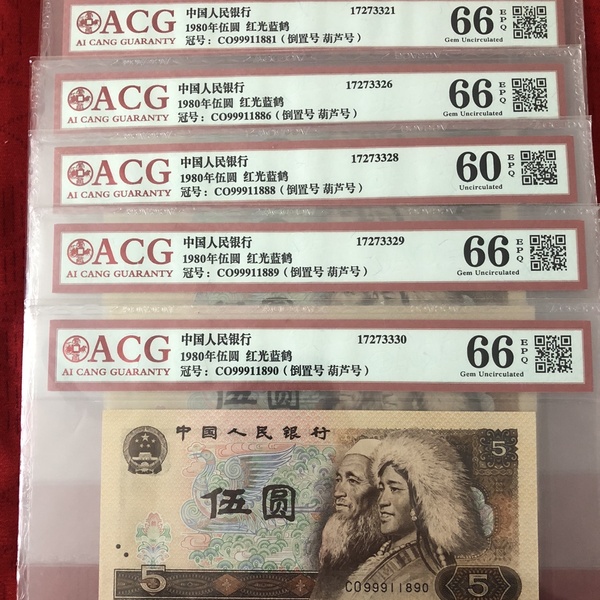 ACG
AI CANG GUARANTY
中国人民银行
17273321
1980年伍圆 红光蓝鹤
冠号：CO99911881（倒置号 葫芦号）
66
EPQ
Gem Uncirculated
ACG
AI CANG GUARANTY
中国人民银行
17273326
1980年伍圆 红光蓝鹤
冠号：CO99911886（倒置号 葫芦号）
66
EPQ
Gem Uncirculated
ACG
AI CANG GUARANTY
中国人民银行
17273328
1980年伍圆 红光蓝鹤
冠号：CO99911888（倒置号 葫芦号）
60
EPQ
Uncirculated
ACG
AI CANG GUARANTY
中国人民银行
17273329
1980年伍圆 红光蓝鹤
冠号：CO99911889（倒置号 葫芦号）
66
EPQ
Gem Uncirculated
ACG
AI CANG GUARANTY
中国人民银行
17273330
1980年伍圆 红光蓝鹤
冠号：CO99911890（倒置号 葫芦号）
66
EPQ
Gem Uncirculated
伍圆
中国人民银行
5
伍圆
5
CO99911890
5